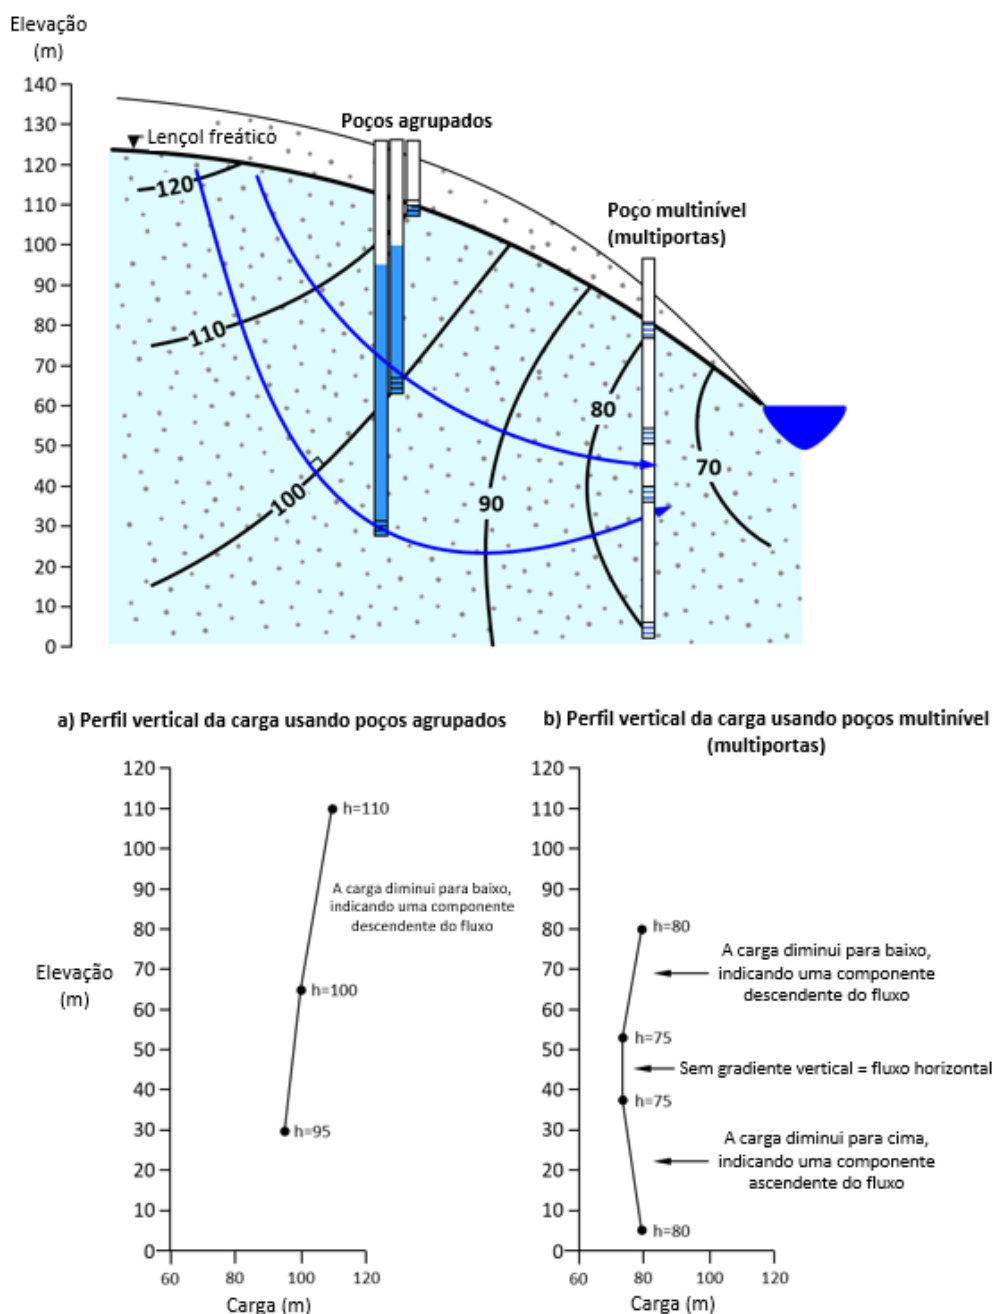 Elevação
(m)
140
130
120
110
100
90
80
70
60
50
40
30
20
10
0
Lençol freático
Poços agrupados
Poço multinível
(multiportas)
120
110
100
90
80
70
a) Perfil vertical da carga usando poços agrupados
120
110
100
90
80
70
60
50
40
30
20
10
0
Elevação
(m)
h=110
A carga diminui para baixo,
indicando uma componente
descendente do fluxo
h=100
h=95
60
80
100
120
Carga (m)
b) Perfil vertical da carga usando poços multinível
(multiportas)
120
110
100
90
80
70
60
50
40
30
20
10
0
h=80
A carga diminui para baixo,
indicando uma componente
descendente do fluxo
h=75
Sem gradiente vertical = fluxo horizontal
h=75
A carga diminui para cima,
indicando uma componente
ascendente do fluxo
h=80
60
80
100
120
Carga (m)